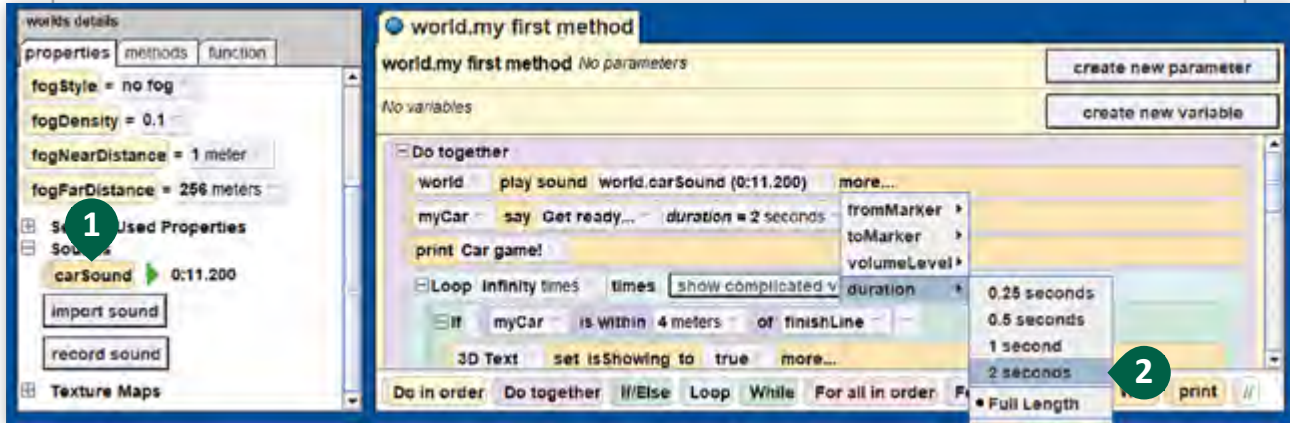 worlds details
properties methods function
fogStyle = no fog
fogDensity = 0.1
fogNearDistance = 1 meter
fogFarDistance = 256 meters
1
Used Properties
carSound 0:11.200
import sound
record sound
Texture Maps
world.my first method
world.my first method No parameters
create new parameter
No variables
create new variable
Do together
world play sound world.carSound (0:11.200) more...
myCar say Get ready... duration = 2 seconds
print Car game!
Loop Infinity times times show complicated v
If myCar is within 4 meters of finishLine
3D Text set isShowing to true more...
fromMarker
toMarker
volumeLevel
duration
0.25 seconds
0.5 seconds
1 second
2 seconds
Full Length
2
Do in order Do together If/Else Loop While For all in order print //